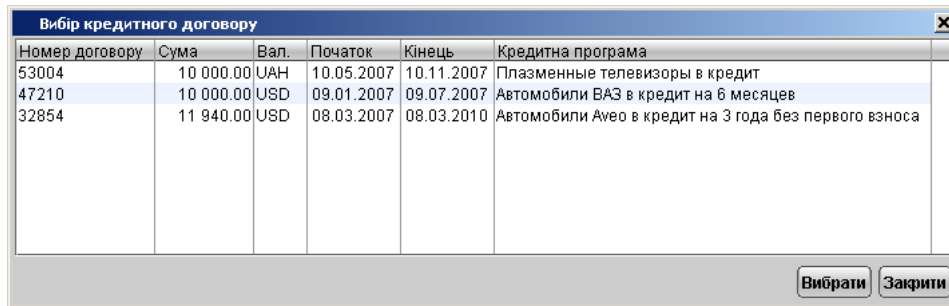 Вибір кредитного договору
Номер договору Сума Вал. Початок Кінець Кредитна програма
53004 10 000.00 UAH 10.05.2007 10.11.2007 Плазменные телевизоры в кредит
47210 10 000.00 USD 09.01.2007 09.07.2007 Автомобили ВАЗ в кредит на 6 месяцев
32854 11 940.00 USD 08.03.2007 08.03.2010 Автомобили Aveo в кредит на 3 года без первого взноса
Вибрати Закрити